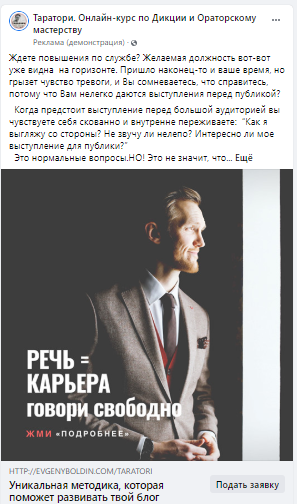 Таратори. Онлайн-курс по Дикции и Ораторскому
мастерству
Реклама (демонстрация) ·
Ждете повышения по службе? Желаемая должность вот-вот
уже видна на горизонте. Пришло наконец-то и ваше время, но
грызет чувство тревоги, и Вы сомневаетесь, что справитесь,
потому что Вам нелегко даются выступления перед публикой?
Когда предстоит выступление перед большой аудиторией вы
чувствуете себя скованно и внутренне переживаете: "Как я
выгляжу со стороны? Не звучу ли нелепо? Интересно ли мое
выступление для публики?"
Это нормальные вопросы.НО! Это не значит, что... Ещё
РЕЧЬ =
КАРЬЕРА
говори свободно
ЖМИ «ПОДРОБНЕЕ»
HTTP://EVGENYBOLDIN.COM/TARATORI
Уникальная методика, которая
поможет развивать твой блог
Подать заявку